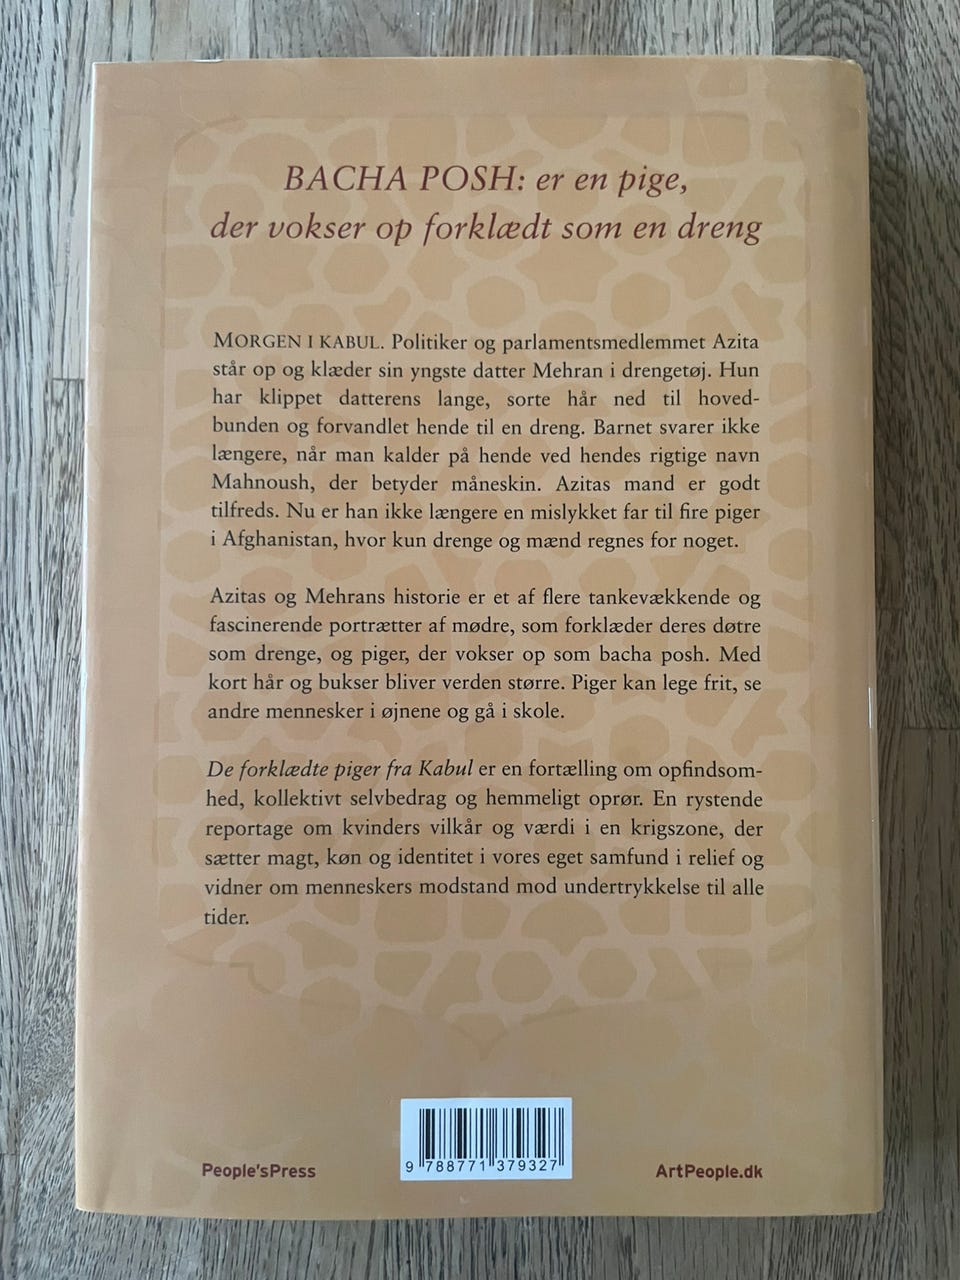 BACHA POSH: er en pige,
der vokser op forklædt som en dreng
MORGEN I KABUL. Politiker og parlamentsmedlemmet Azita
står op og klæder sin yngste datter Mehran i drengetøj. Hun
har klippet datterens lange, sorte hår ned til hoved-
bunden og forvandlet hende til en dreng. Barnet svarer ikke
længere, når man kalder på hende ved hendes rigtige navn
Mahnoush, der betyder måneskin. Azitas mand er godt
tilfreds. Nu er han ikke længere en mislykket far til fire piger
i Afghanistan, hvor kun drenge og mænd regnes for noget.
Azitas og Mehrans historie er et af flere tankevækkende og
fascinerende portrætter af mødre, som forklæder deres døtre
som drenge, og piger, der vokser op som bacha posh. Med
kort hår og bukser bliver verden større. Piger kan lege frit, se
andre mennesker i øjnene og gå i skole.
De forklædte piger fra Kabul er en fortælling om opfindsom-
hed, kollektivt selvbedrag og hemmeligt oprør. En rystende
reportage om kvinders vilkår og værdi i en krigszone, der
sætter magt, køn og identitet i vores eget samfund i relief og
vidner om menneskers modstand mod undertrykkelse til alle
tider.
9 788771 379327
People'sPress
ArtPeople.dk